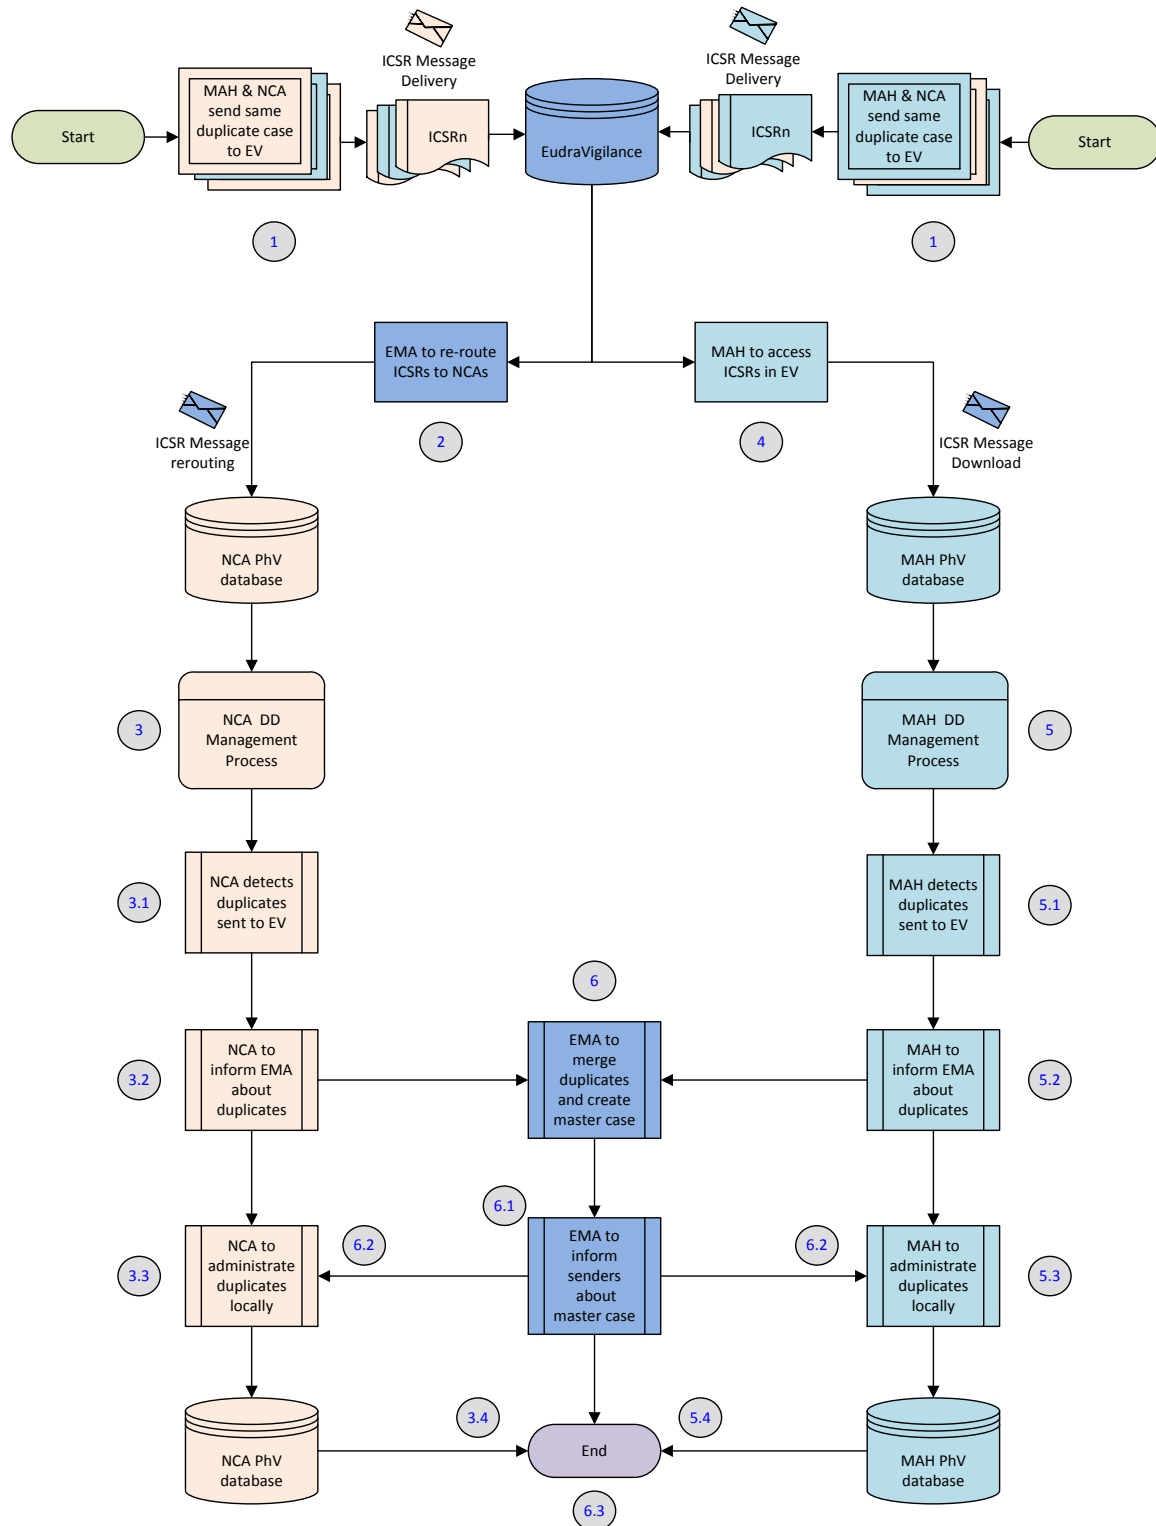 ICSR Message
Delivery
ICSR Message
Delivery
Start
MAH & NCA
send same
duplicate case
to EV
ICSRn
EudraVigilance
ICSRn
MAH & NCA
send same
duplicate case
to EV
Start
1
1
EMA to re-route
ICSRs to NCAs
MAH to access
ICSRs in EV
ICSR Message
rerouting
2
4
ICSR Message
Download
NCA PhV
database
MAH PhV
database
3
NCA DD
Management
Process
MAH DD
Management
Process
5
3.1
NCA detects
duplicates
sent to EV
MAH detects
duplicates
sent to EV
5.1
6
3.2
NCA to
inform EMA
about
duplicates
EMA to
merge
duplicates
and create
master case
MAH to
inform EMA
about
duplicates
5.2
6.1
3.3
NCA to
administrate
duplicates
locally
6.2
EMA to
inform
senders
about
master case
6.2
MAH to
administrate
duplicates
locally
5.3
NCA PhV
database
3.4
End
5.4
MAH PhV
database
6.3